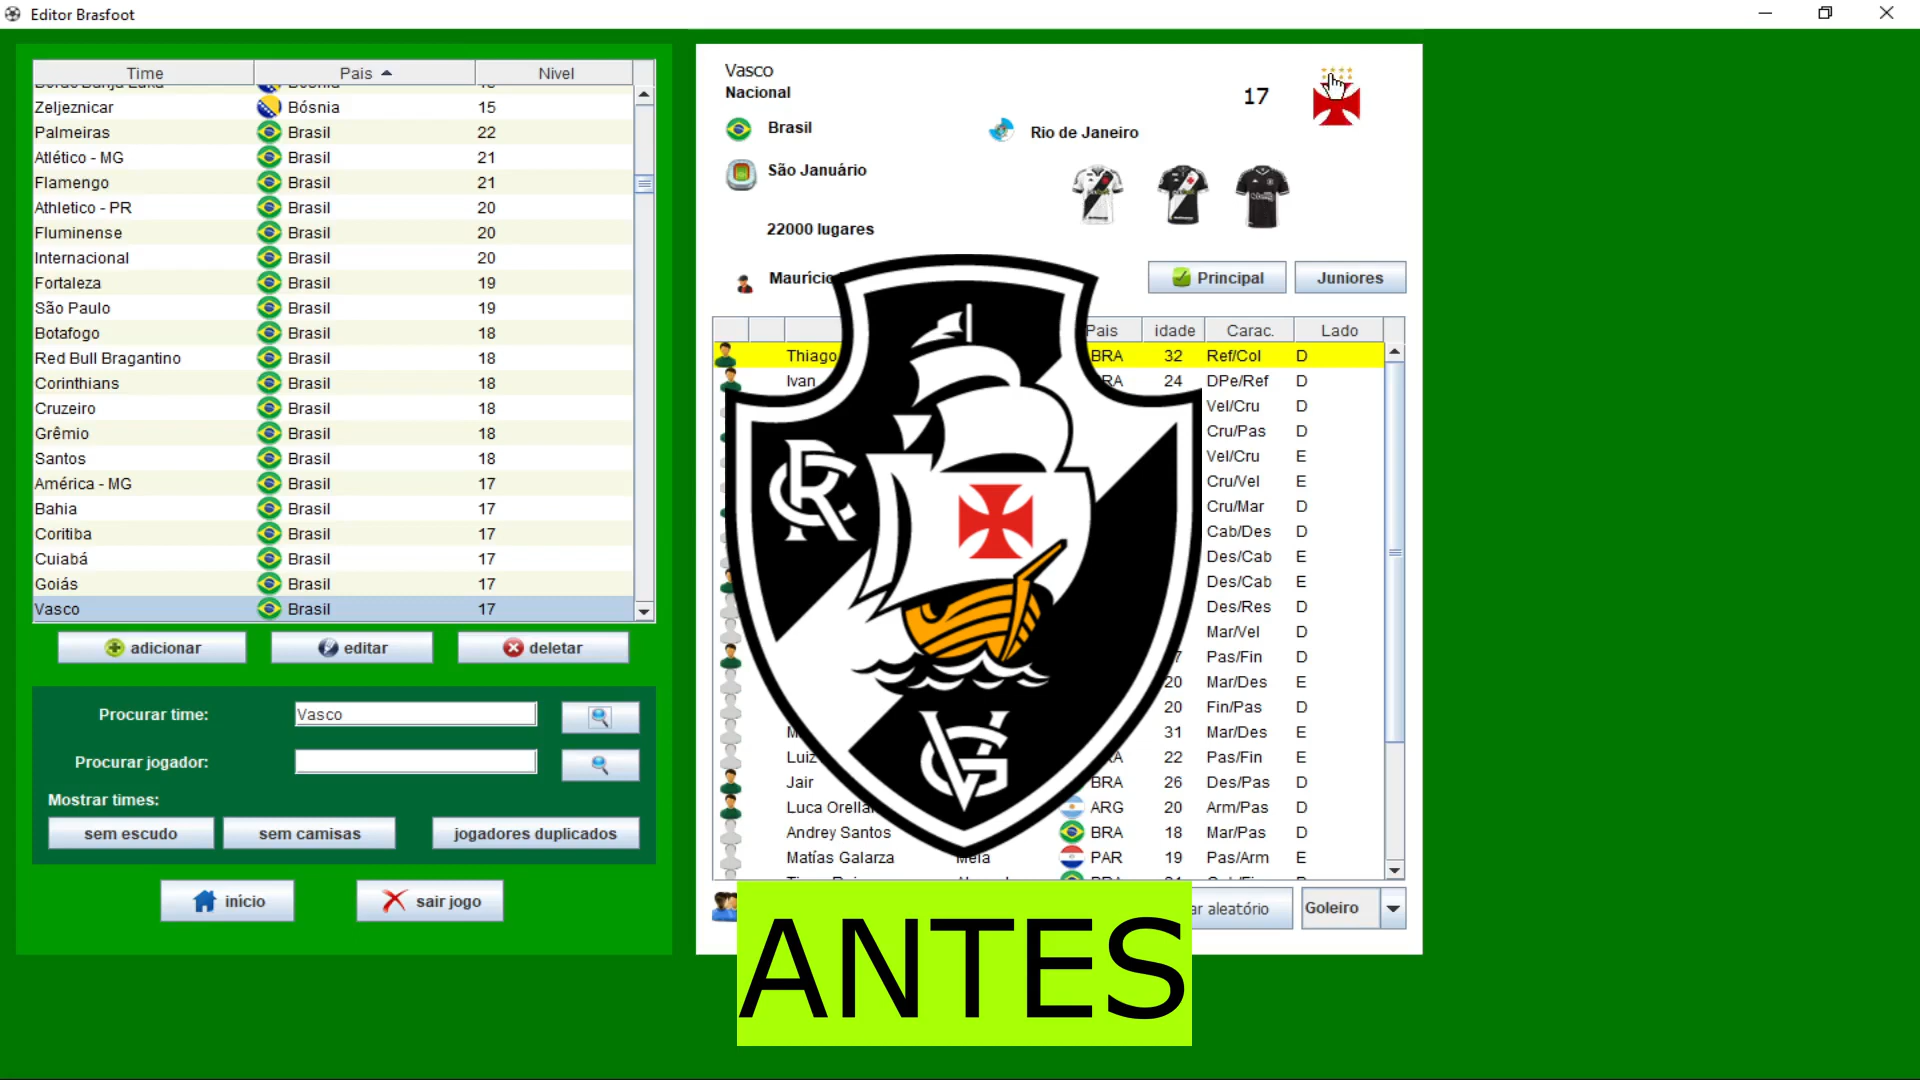 Editor Brasfoot
Time País Nivel
Zeljeznicar Bósnia 15
Palmeiras Brasil 22
Atlético - MG Brasil 21
Flamengo Brasil 21
Athletico - PR Brasil 20
Fluminense Brasil 20
Internacional Brasil 20
Fortaleza Brasil 19
São Paulo Brasil 19
Botafogo Brasil 18
Red Bull Bragantino Brasil 18
Corinthians Brasil 18
Cruzeiro Brasil 18
Grêmio Brasil 18
Santos Brasil 18
América - MG Brasil 17
Bahia Brasil 17
Coritiba Brasil 17
Cuiabá Brasil 17
Goiás Brasil 17
Vasco Brasil 17
adicionar editar deletar
Procurar time: Vasco
Procurar jogador:
Mostrar times:
sem escudo sem camisas jogadores duplicados
início sair jogo
Vasco
Nacional
17
Brasil Rio de Janeiro
São Januário
22000 lugares
Maurício
Principal Juniores
Pais idade Carac. Lado
Thiago BRA 32 Ref/Col D
Ivan 24 DPe/Ref D
Vel/Cru D
Cru/Pas D
Vel/Cru E
Cru/Vel E
Cru/Mar D
Cab/Des D
Des/Cab E
Des/Cab E
Des/Res D
Mar/Vel D
Pas/Fin D
20 Mar/Des E
20 Fin/Pas D
31 Mar/Des E
Luiz 22 Pas/Fin E
Jair BRA 26 Des/Pas D
Luca ARG 20 Arm/Pas D
Andrey Santos BRA 18 Mar/Pas D
Matías Galarza Meia PAR 19 Pas/Arm E
CR
VG
aleatório Goleiro
ANTES